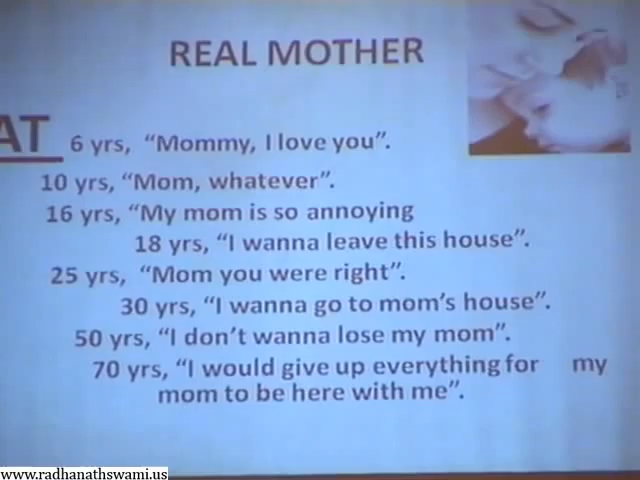 REAL MOTHER
AT 6 yrs, “Mommy, I love you”.
10 yrs, “Mom, whatever”.
16 yrs, “My mom is so annoying
18 yrs, “I wanna leave this house”.
25 yrs, “Mom you were right”.
30 yrs, “I wanna go to mom’s house”.
50 yrs, “I don’t wanna lose my mom”.
70 yrs, “I would give up everything for my
mom to be here with me”.
www.radhanathswami.us